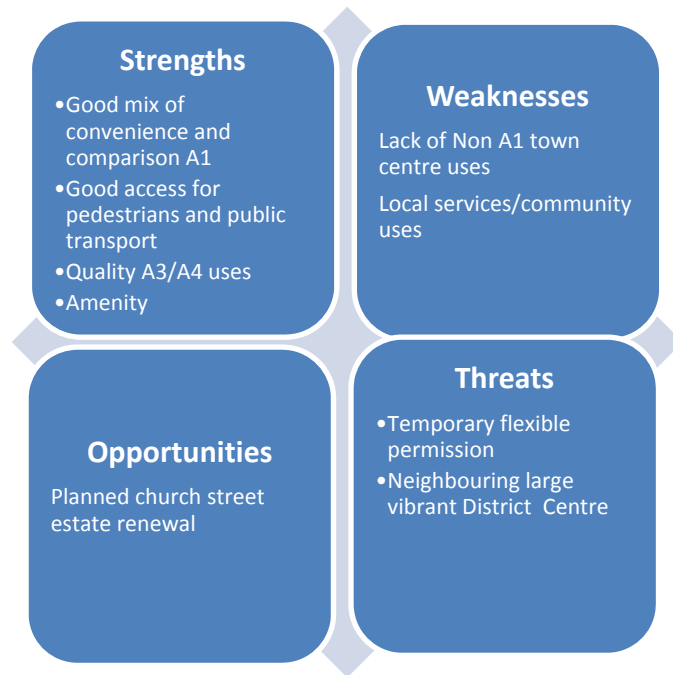 Strengths
•Good mix of
convenience and
comparison A1
•Good access for
pedestrians and public
transport
•Quality A3/A4 uses
•Amenity
Weaknesses
Lack of Non A1 town
centre uses
Local services/community
uses
Opportunities
Planned church street
estate renewal
Threats
•Temporary flexible
permission
•Neighbouring large
vibrant District Centre